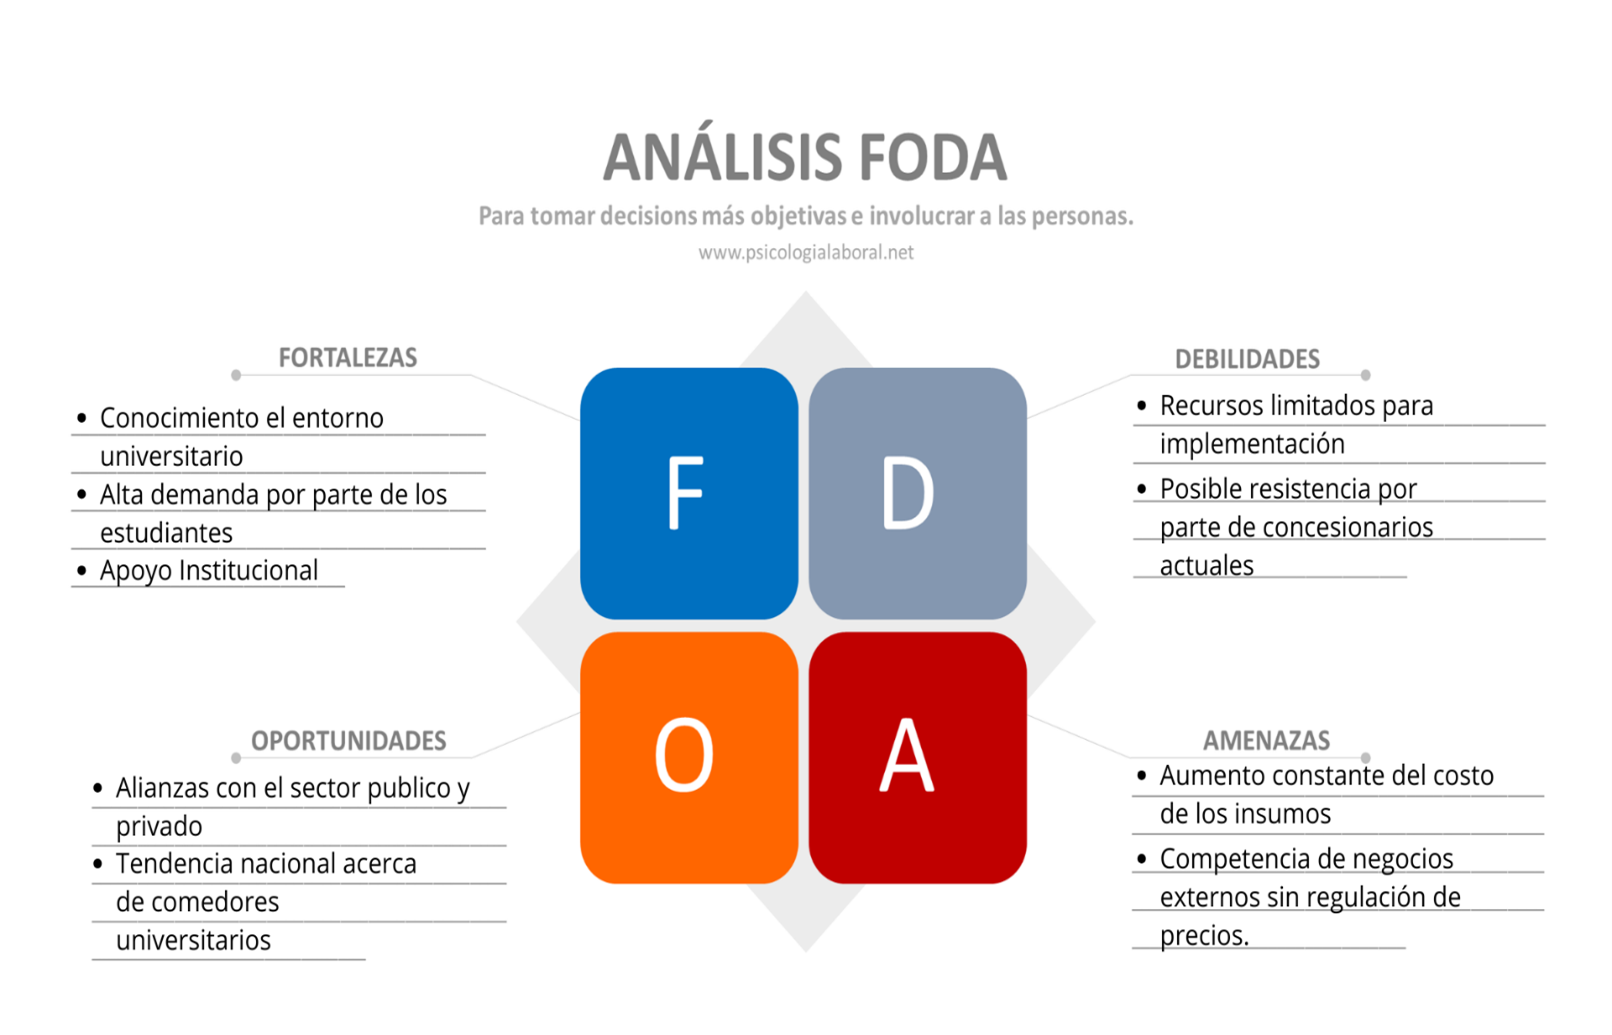 ANÁLISIS FODA
Para tomar decisions más objetivas e involucrar a las personas.
www.psicologialaboral.net
FORTALEZAS
• Conocimiento el entorno
universitario
• Alta demanda por parte de los
estudiantes
• Apoyo Institucional
DEBILIDADES
• Recursos limitados para
implementación
• Posible resistencia por
parte de concesionarios
actuales
F
D
O
A
OPORTUNIDADES
• Alianzas con el sector publico y
privado
• Tendencia nacional acerca
de comedores
universitarios
AMENAZAS
• Aumento constante del costo
de los insumos
• Competencia de negocios
externos sin regulación de
precios.